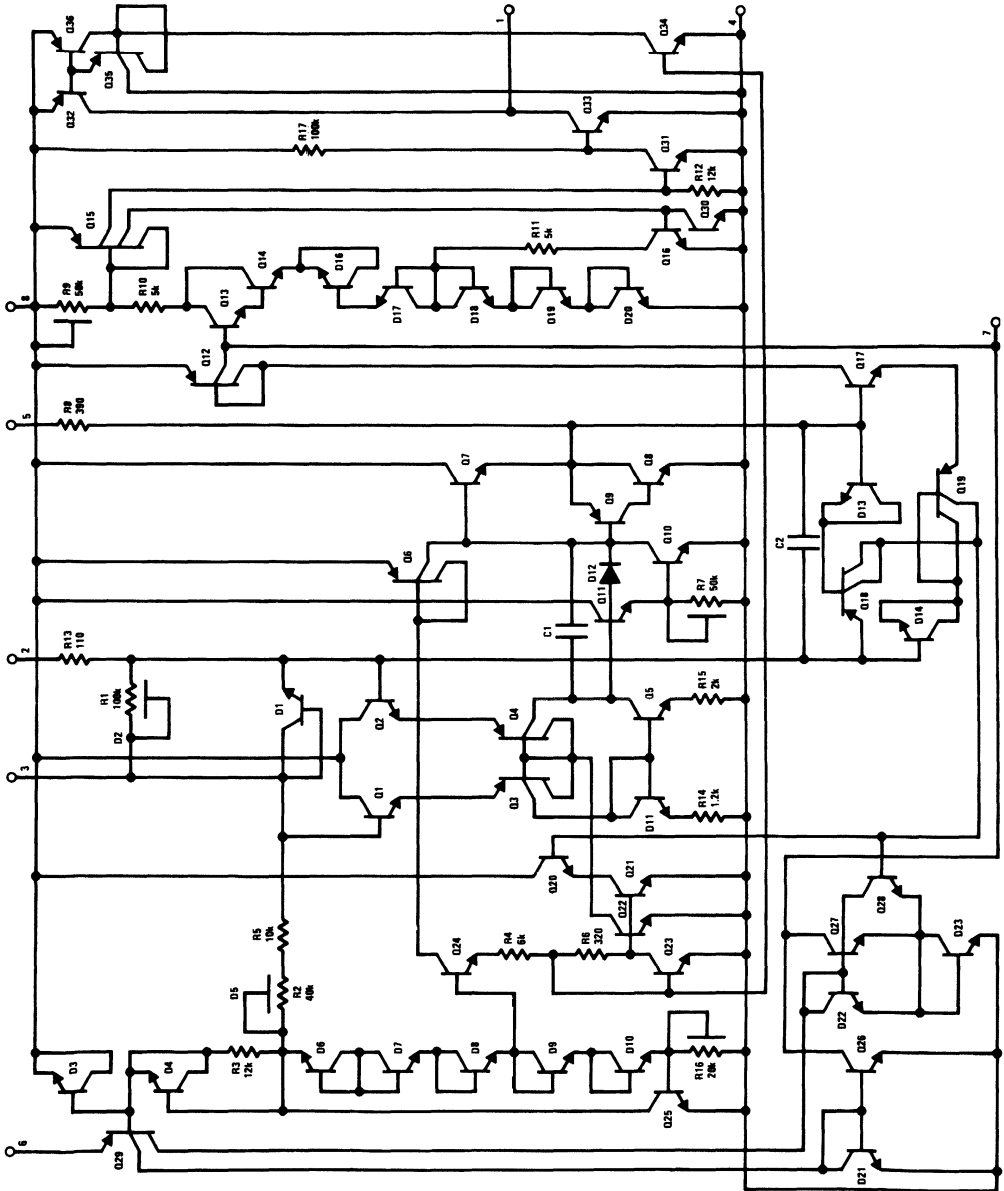 6
3
2
5
8
D3
R13
110
R8
390
R9
50k
Q32
Q36
Q29
D2
R1
100k
Q15
Q35
R10
5k
D4
Q12
Q13
R3
12k
D5
R5
10k
D1
Q14
R17
100k
R2
40k
D6
Q1
Q2
D16
D7
Q6
D17
D8
Q24
Q3
Q4
Q7
D18
R4
6k
C1
R11
5k
1
D9
Q20
D12
Q11
Q9
D19
R6
320
Q22
Q21
D11
Q5
Q8
Q10
D20
Q33
D10
Q23
Q16
Q31
Q34
Q25
R16
20k
R14
1.2k
R15
2k
R7
50k
Q30
R12
12k
4
C2
D21
Q26
D22
Q27
Q28
Q18
D13
Q17
D14
D23
Q19
7